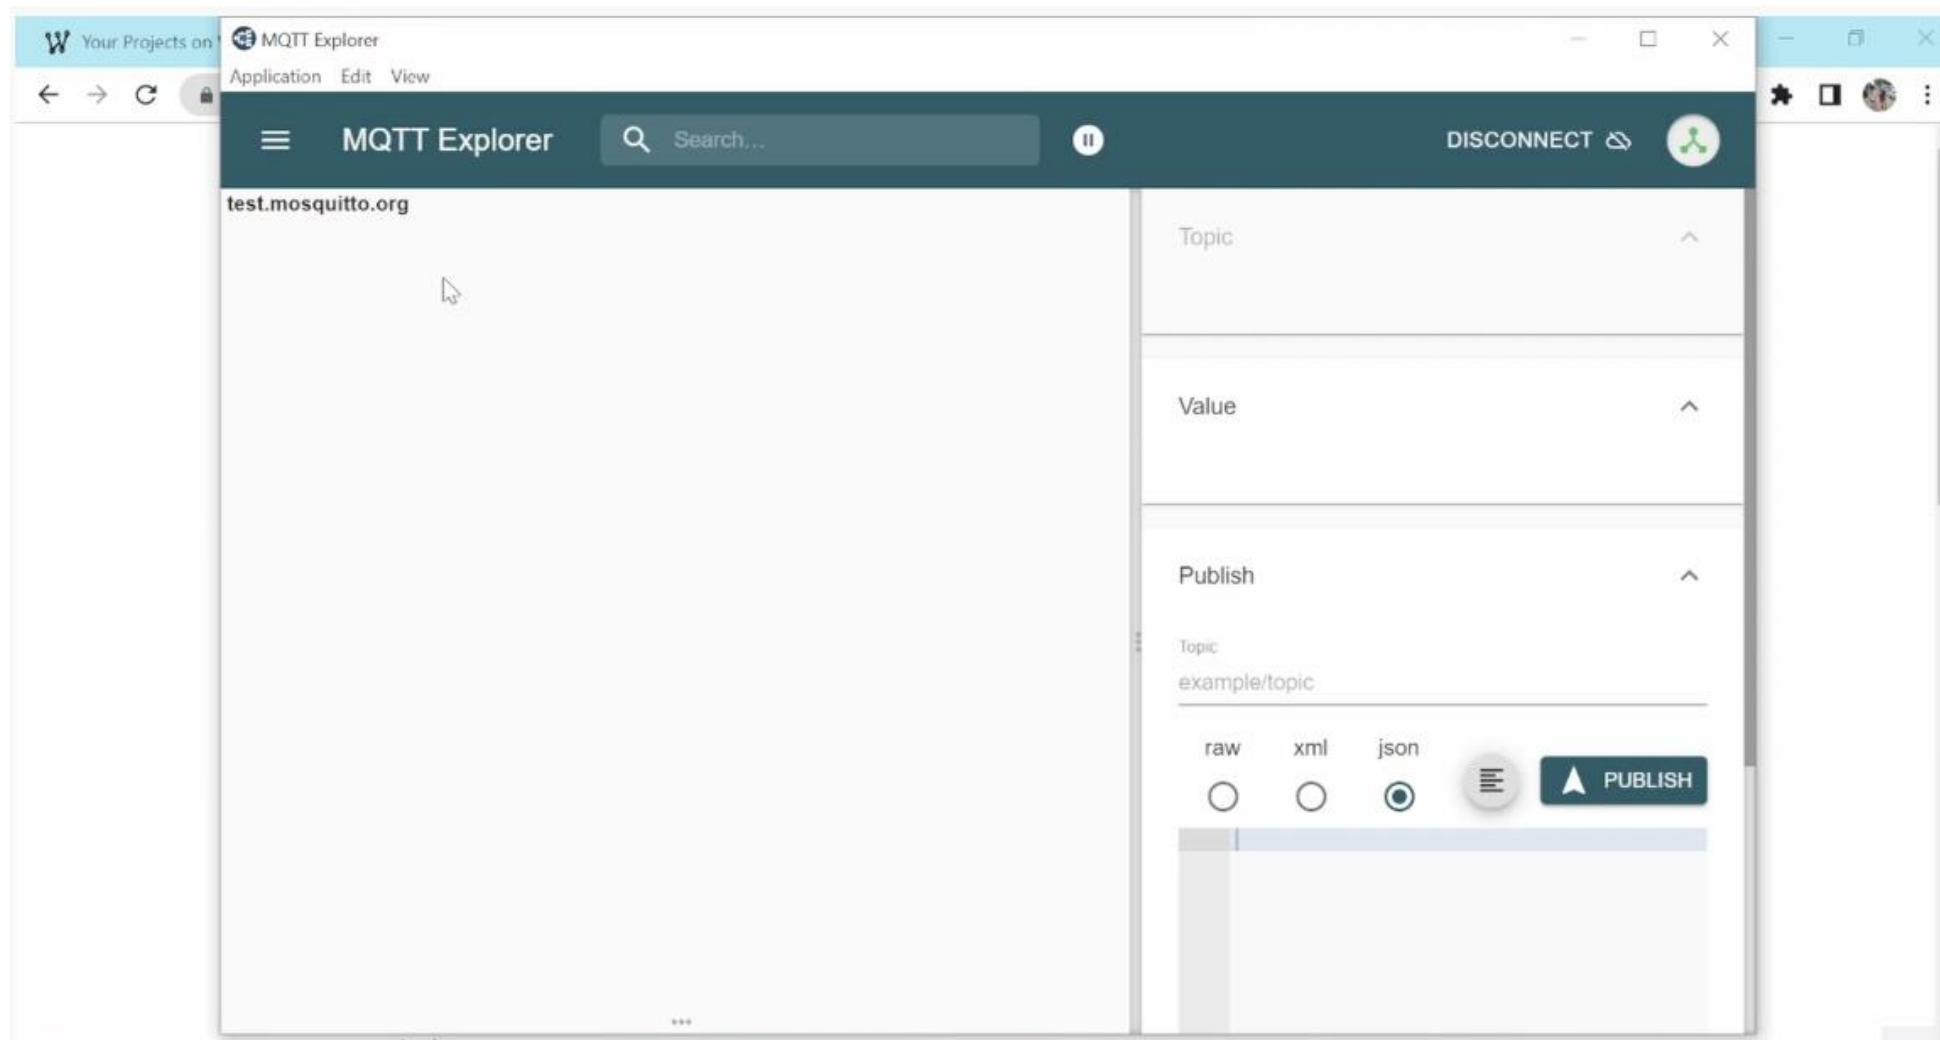 Your Projects on
MQTT Explorer
Application Edit View
MQTT Explorer
Search...
DISCONNECT
test.mosquitto.org
Topic
Value
Publish
Topic
example/topic
raw xml json
PUBLISH